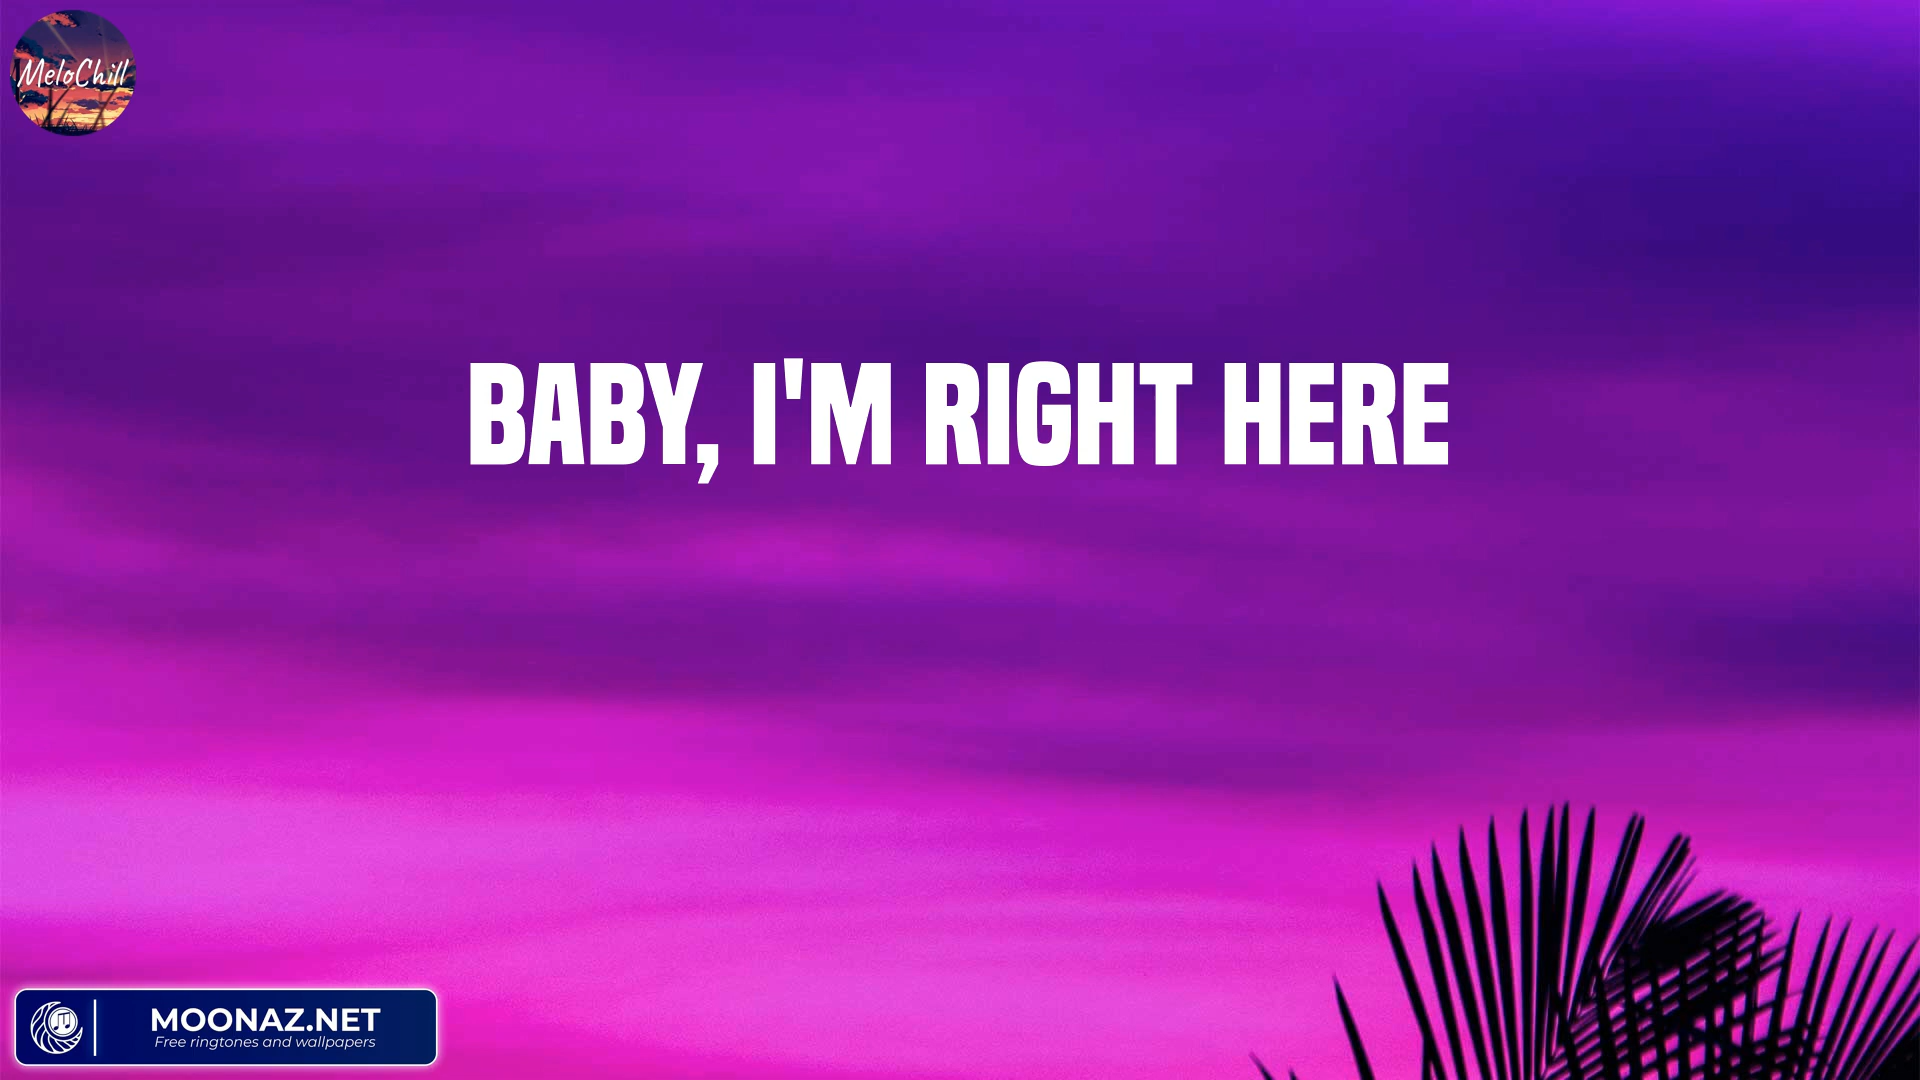 MeloChill
BABY, I'M RIGHT HERE
MOONAZ.NET
Free ringtones and wallpapers